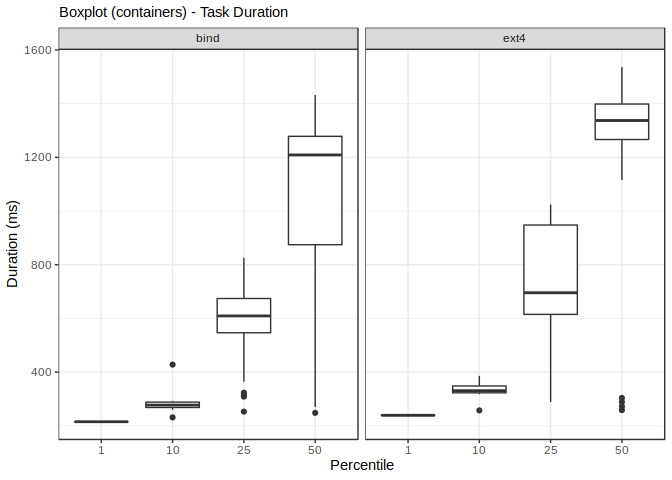 Boxplot (containers) - Task Duration
bind
ext4
1600
1200
800
400
Duration (ms)
1 10 25 50
1 10 25 50
Percentile